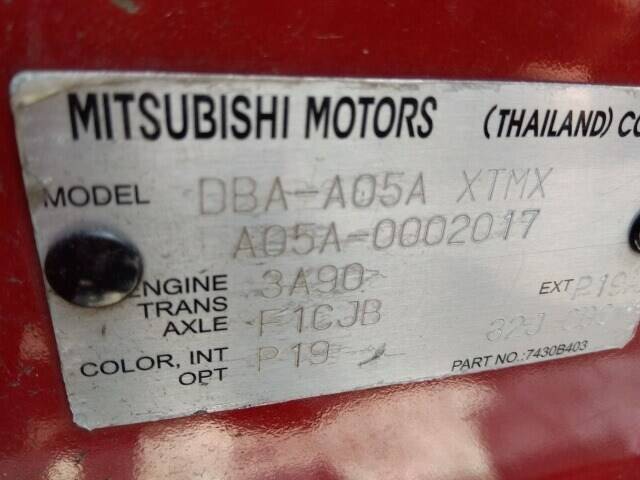 MITSUBISHI MOTORS (THAILAND) CO
MODEL DBA-A05A XTMX
A05A-0002017
ENGINE 3A90 EXT P19
TRANS
AXLE F1CJB
COLOR, INT P19
OPT
PART NO.:7430B403